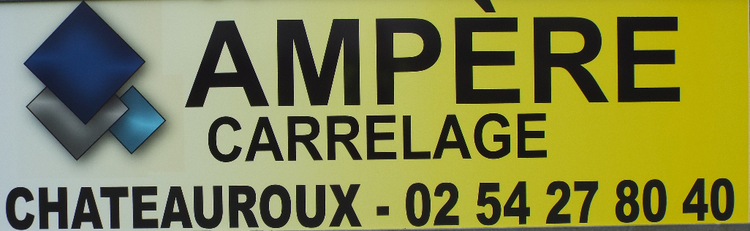 AMPÈRE
CARRELAGE
CHATEAUROUX - 02 54 27 80 40